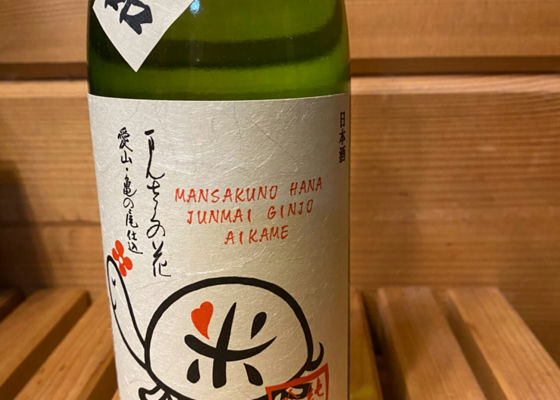 日本酒
まんさくの花
愛山・亀の尾仕込
MANSAKUNO HANA
JUNMAI GINJO
AIKAME
米